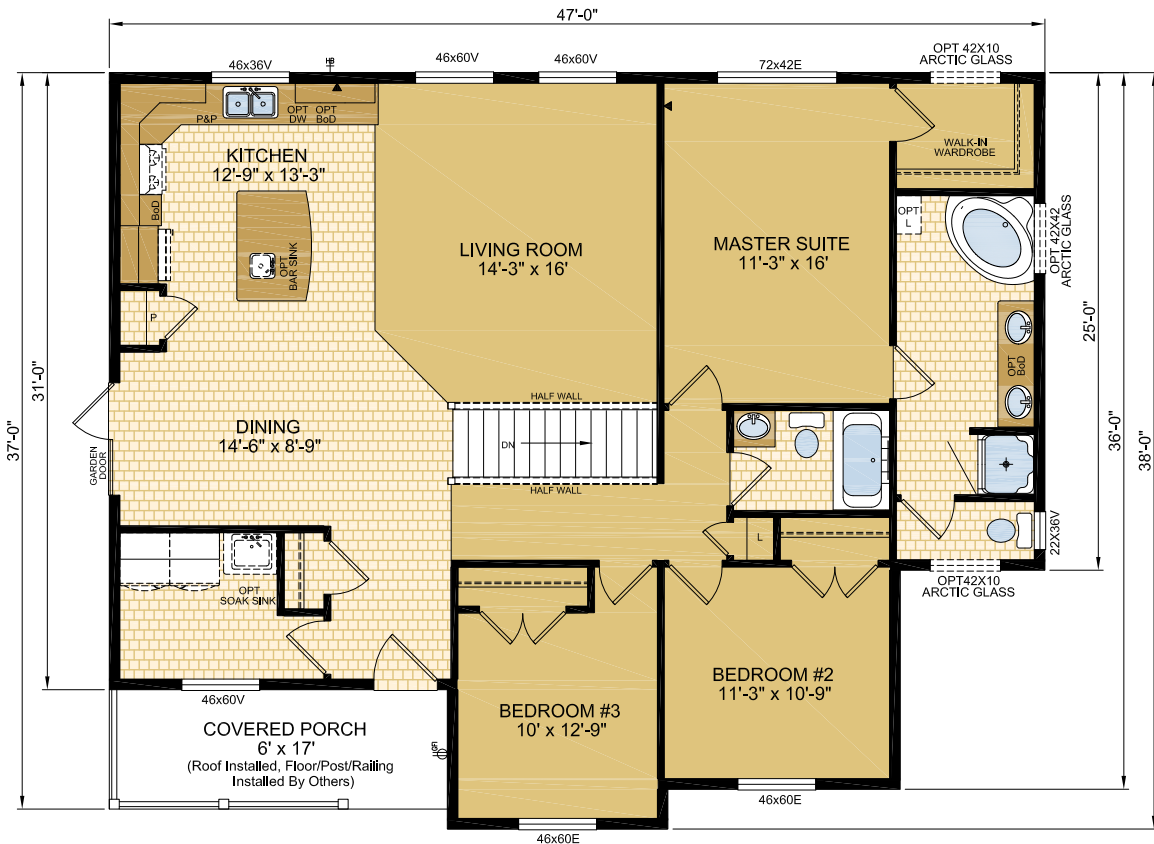 47'-0"
46x36V
HB
46x60V
46x60V
72x42E
OPT 42X10
ARCTIC GLASS
P&P
OPT
DW
OPT
BoD
KITCHEN
12'-9" x 13'-3"
BoD
OPT
BAR SINK
P
LIVING ROOM
14'-3" x 16'
MASTER SUITE
11'-3" x 16'
WALK-IN
WARDROBE
OPT
L
OPT 42X42
ARCTIC GLASS
OPT
BoD
25'-0"
31'-0"
37'-0"
36'-0"
38'-0"
HALF WALL
DN
HALF WALL
DINING
14'-6" x 8'-9"
GARDEN
DOOR
L
22X36V
OPT42X10
ARCTIC GLASS
OPT
SOAK SINK
46x60V
COVERED PORCH
6' x 17'
(Roof Installed, Floor/Post/Railing
Installed By Others)
GFI
BEDROOM #3
10' x 12'-9"
BEDROOM #2
11'-3" x 10'-9"
46x60E
46x60E